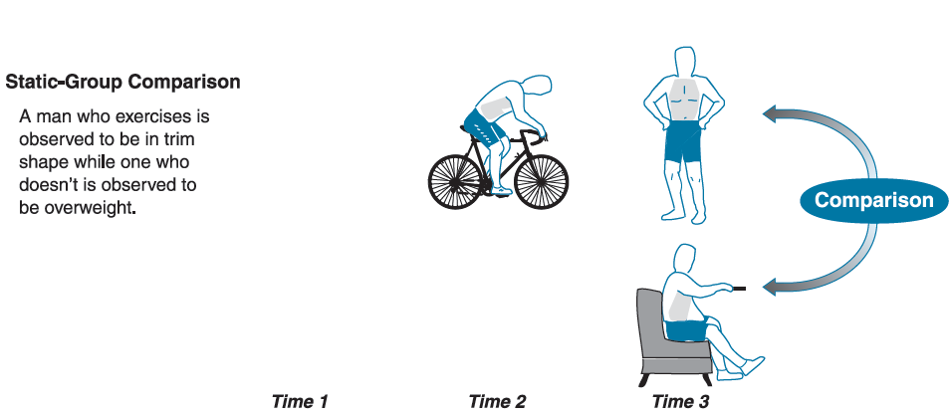 Static-Group Comparison
A man who exercises is
observed to be in trim
shape while one who
doesn't is observed to
be overweight.
Comparison
Time 1
Time 2
Time 3